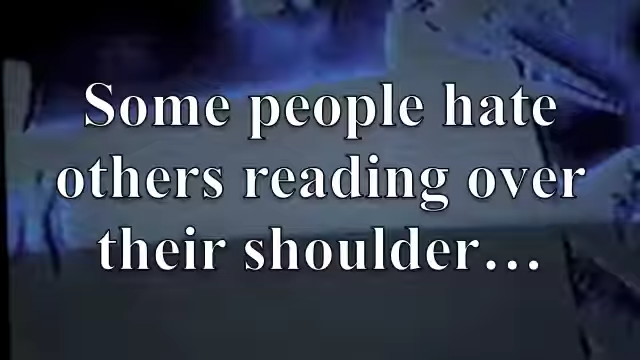 Some people hate
others reading over
their shoulder…